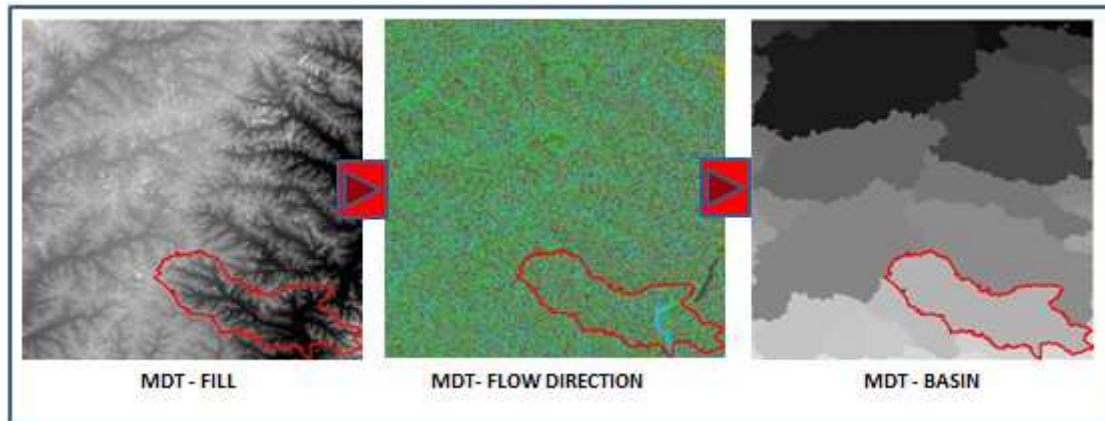 MDT - FILL
MDT- FLOW DIRECTION
MDT - BASIN